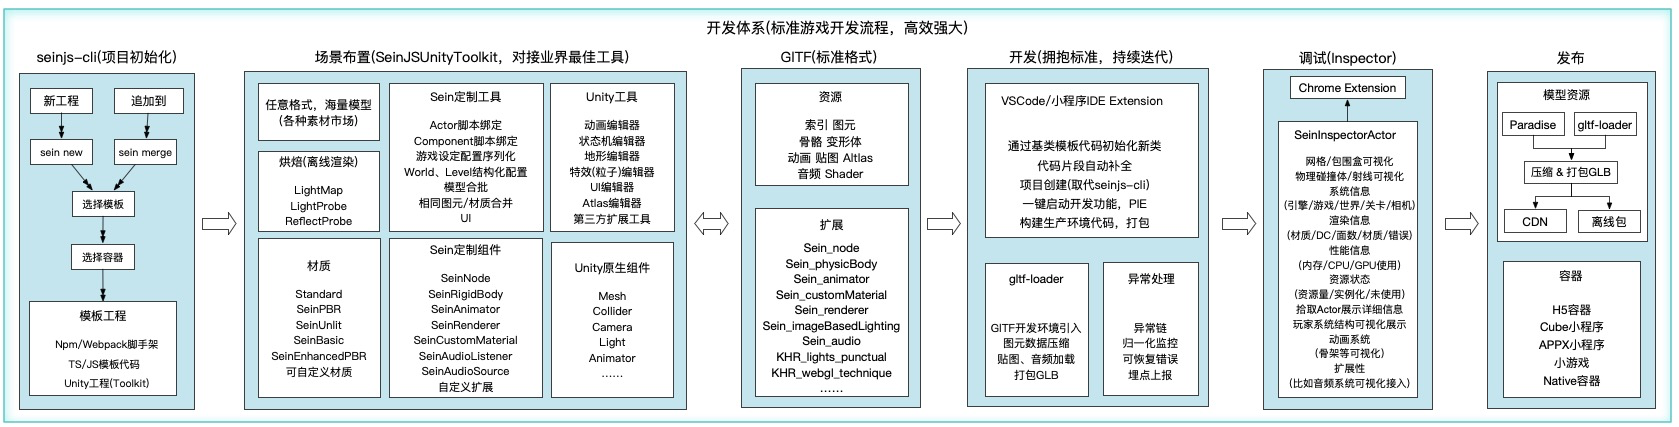 开发体系(标准游戏开发流程，高效强大)
seinjs-cli(项目初始化)
新工程
追加到
sein new
sein merge
选择模板
选择容器
模板工程
Npm/Webpack脚手架
TS/JS模板代码
Unity工程(Toolkit)
场景布置(SeinJSUnityToolkit，对接业界最佳工具)
任意格式，海量模型
(各种素材市场)
烘焙(离线渲染)
LightMap
LightProbe
ReflectProbe
材质
Standard
SeinPBR
SeinUnlit
SeinBasic
SeinEnhancedPBR
可自定义材质
Sein定制工具
Actor脚本绑定
Component脚本绑定
游戏设定配置序列化
World、Level结构化配置
模型合批
相同图元/材质合并
UI
Sein定制组件
SeinNode
SeinRigidBody
SeinAnimator
SeinRenderer
SeinCustomMaterial
SeinAudioListener
SeinAudioSource
自定义扩展
Unity工具
动画编辑器
状态机编辑器
地形编辑器
特效(粒子)编辑器
UI编辑器
Atlas编辑器
第三方扩展工具
Unity原生组件
Mesh
Collider
Camera
Light
Animator
......
GlTF(标准格式)
资源
索引 图元
骨骼 变形体
动画 贴图 Altlas
音频 Shader
扩展
Sein_node
Sein_physicBody
Sein_animator
Sein_customMaterial
Sein_renderer
Sein_imageBasedLighting
Sein_audio
KHR_lights_punctual
KHR_webgl_technique
......
开发(拥抱标准，持续迭代)
VSCode/小程序IDE Extension
通过基类模板代码初始化新类
代码片段自动补全
项目创建(取代seinjs-cli)
一键启动开发功能，PIE
构建生产环境代码，打包
gltf-loader
GlTF开发环境引入
图元数据压缩
贴图、音频加载
打包GLB
异常处理
异常链
归一化监控
可恢复错误
埋点上报
调试(Inspector)
Chrome Extension
SeinInspectorActor
网格/包围盒可视化
物理碰撞体/射线可视化
系统信息
(引擎/游戏/世界/关卡/相机)
渲染信息
(材质/DC/面数/材质/错误)
性能信息
(内存/CPU/GPU使用)
资源状态
(资源量/实例化/未使用)
拾取Actor展示详细信息
玩家系统结构可视化展示
动画系统
(骨架等可视化)
扩展性
(比如音频系统可视化接入)
发布
模型资源
Paradise
gltf-loader
压缩 & 打包GLB
CDN
离线包
容器
H5容器
Cube小程序
APPX小程序
小游戏
Native容器